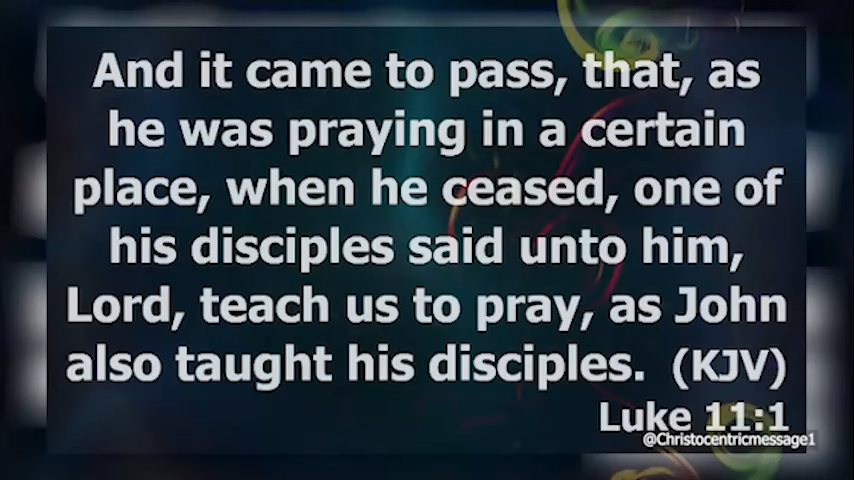 And it came to pass, that, as
he was praying in a certain
place, when he ceased, one of
his disciples said unto him,
Lord, teach us to pray, as John
also taught his disciples. (KJV)
Luke 11:1
@Christocentricmessage1